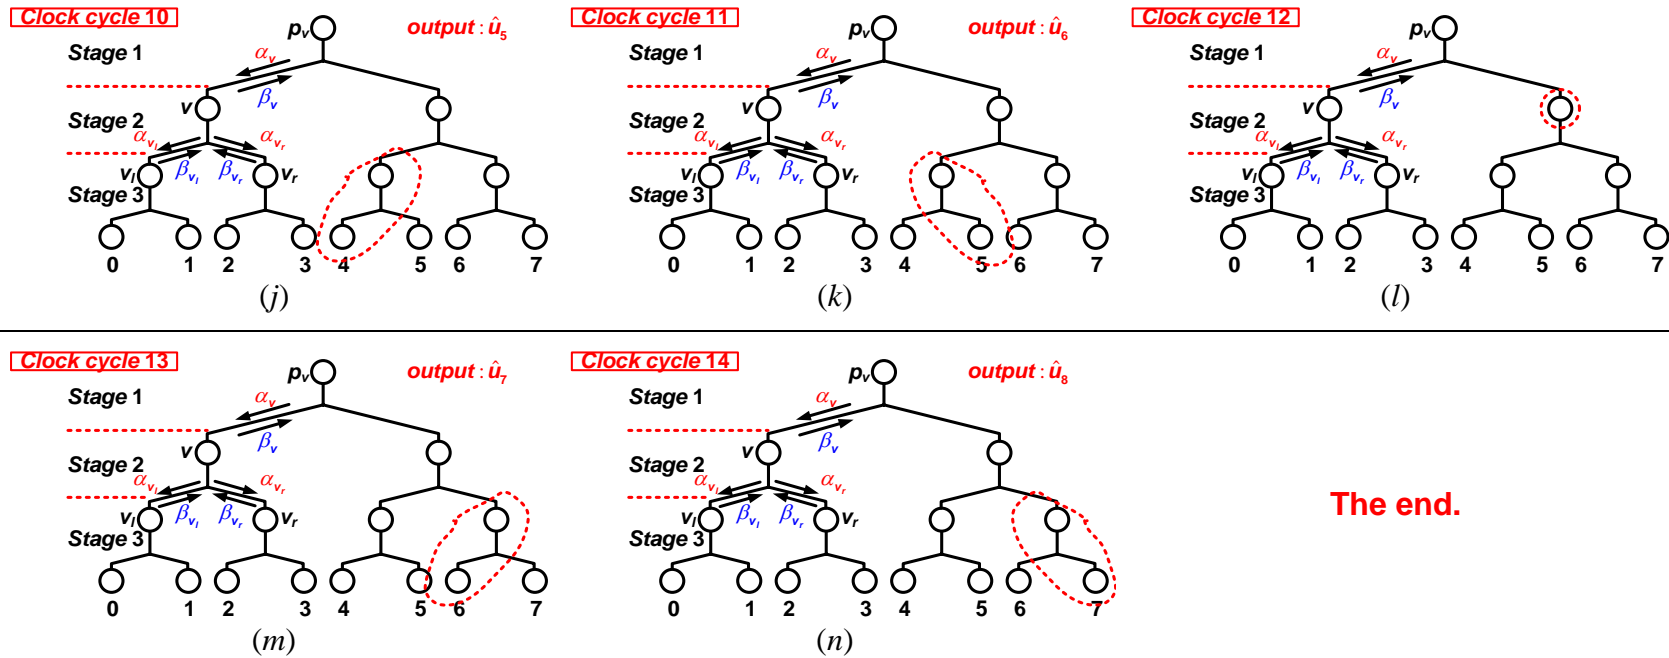 Clock cycle 10
p_v
output : û_5
Stage 1
α_v
β_v
v
Stage 2
α_{v_l}
α_{v_r}
β_{v_l}
β_{v_r}
v_l
v_r
Stage 3
0 1 2 3 4 5 6 7
(j)
Clock cycle 11
p_v
output : û_6
Stage 1
α_v
β_v
v
Stage 2
α_{v_l}
α_{v_r}
β_{v_l}
β_{v_r}
v_l
v_r
Stage 3
0 1 2 3 4 5 6 7
(k)
Clock cycle 12
p_v
Stage 1
α_v
β_v
v
Stage 2
α_{v_l}
α_{v_r}
β_{v_l}
β_{v_r}
v_l
v_r
Stage 3
0 1 2 3 4 5 6 7
(l)
Clock cycle 13
p_v
output : û_7
Stage 1
α_v
β_v
v
Stage 2
α_{v_l}
α_{v_r}
β_{v_l}
β_{v_r}
v_l
v_r
Stage 3
0 1 2 3 4 5 6 7
(m)
Clock cycle 14
p_v
output : û_8
Stage 1
α_v
β_v
v
Stage 2
α_{v_l}
α_{v_r}
β_{v_l}
β_{v_r}
v_l
v_r
Stage 3
0 1 2 3 4 5 6 7
(n)
The end.